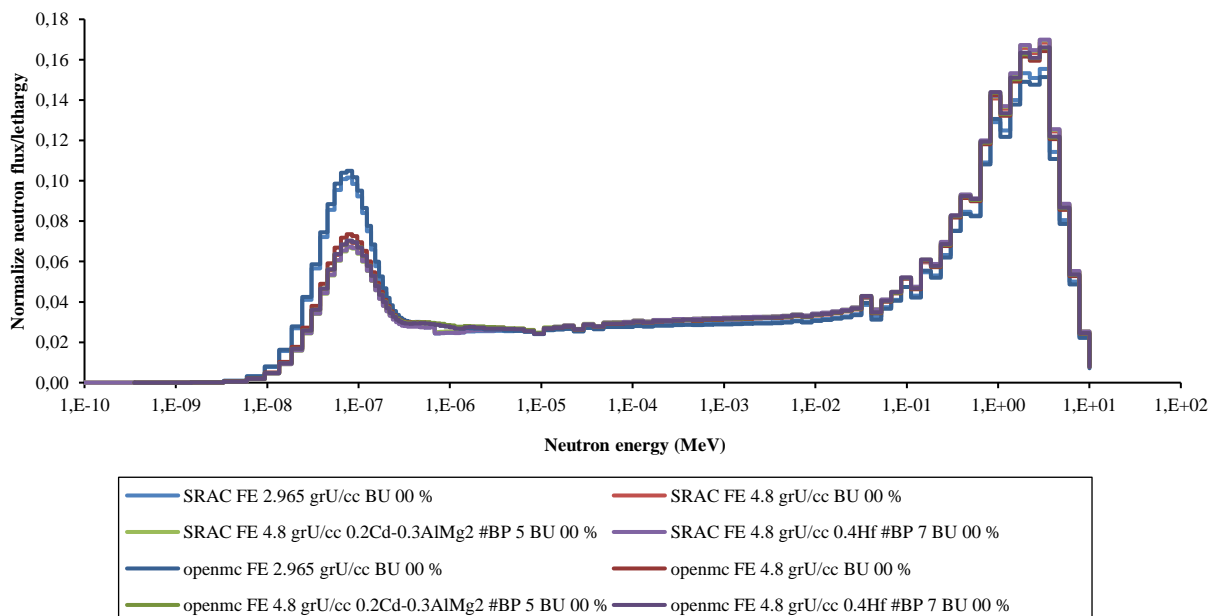 0,18
0,16
0,14
0,12
0,10
0,08
0,06
0,04
0,02
0,00
Normalize neutron flux/lethargy
1,E-10 1,E-09 1,E-08 1,E-07 1,E-06 1,E-05 1,E-04 1,E-03 1,E-02 1,E-01 1,E+00 1,E+01 1,E+02
Neutron energy (MeV)
SRAC FE 2.965 grU/cc BU 00 % SRAC FE 4.8 grU/cc BU 00 %
SRAC FE 4.8 grU/cc 0.2Cd-0.3AlMg2 #BP 5 BU 00 % SRAC FE 4.8 grU/cc 0.4Hf #BP 7 BU 00 %
openmc FE 2.965 grU/cc BU 00 % openmc FE 4.8 grU/cc BU 00 %
openmc FE 4.8 grU/cc 0.2Cd-0.3AlMg2 #BP 5 BU 00 % openmc FE 4.8 grU/cc 0.4Hf #BP 7 BU 00 %